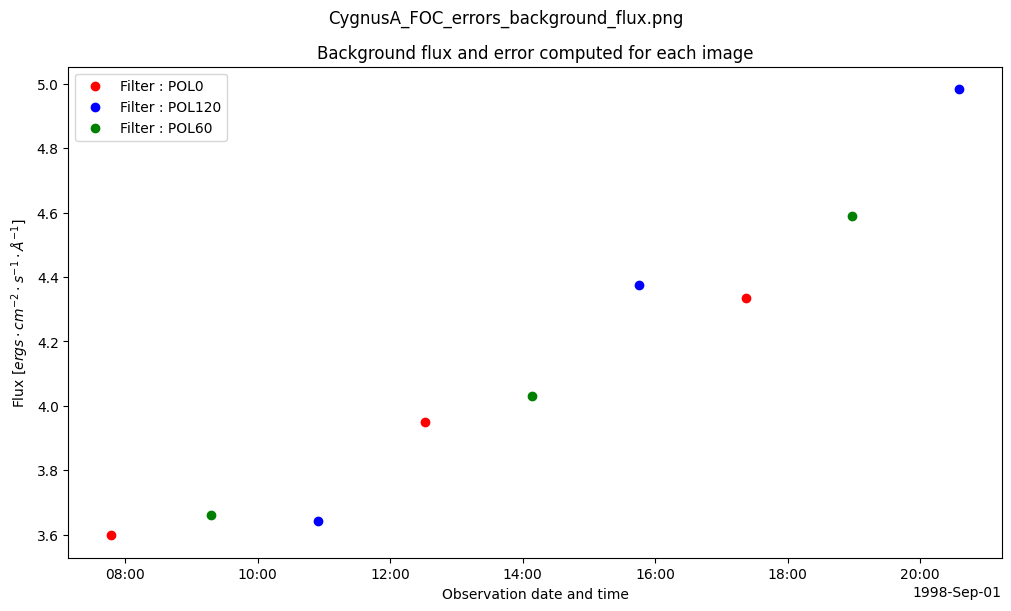 CygnusA_FOC_errors_background_flux.png
Background flux and error computed for each image
Filter : POL0
Filter : POL120
Filter : POL60
Flux [ergs · cm⁻² · s⁻¹ · Å⁻¹]
5.0
4.8
4.6
4.4
4.2
4.0
3.8
3.6
08:00 10:00 12:00 14:00 16:00 18:00 20:00
1998-Sep-01
Observation date and time